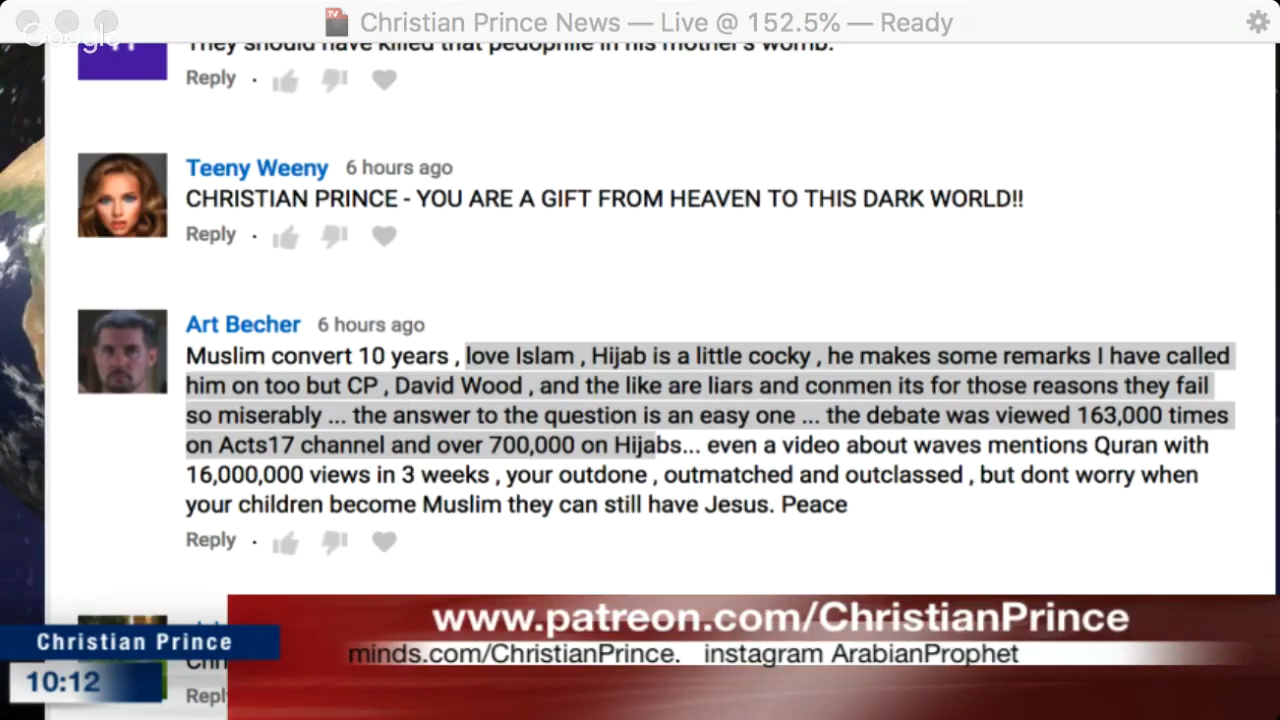 Christian Prince News — Live @ 152.5% — Ready
Google
They should have killed that pedophile in his mother's womb.
Reply
Teeny Weeny 6 hours ago
CHRISTIAN PRINCE - YOU ARE A GIFT FROM HEAVEN TO THIS DARK WORLD!!
Reply
Art Becher 6 hours ago
Muslim convert 10 years , love Islam , Hijab is a little cocky , he makes some remarks I have called
him on too but CP , David Wood , and the like are liars and conmen its for those reasons they fail
so miserably ... the answer to the question is an easy one ... the debate was viewed 163,000 times
on Acts17 channel and over 700,000 on Hijabs... even a video about waves mentions Quran with
16,000,000 views in 3 weeks , your outdone , outmatched and outclassed , but dont worry when
your children become Muslim they can still have Jesus. Peace
Reply
www.patreon.com/ChristianPrince
Christian Prince
minds.com/ChristianPrince. instagram ArabianProphet
10:12
Repl